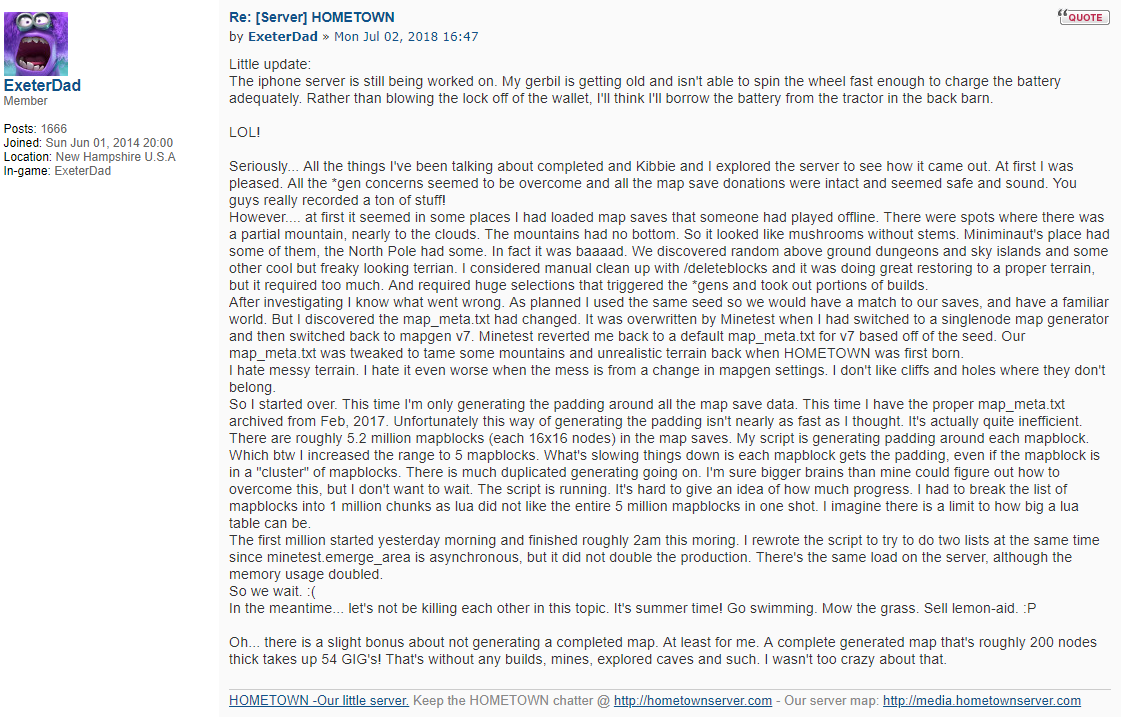 Re: [Server] HOMETOWN
QUOTE
by ExeterDad » Mon Jul 02, 2018 16:47
ExeterDad
Member
Posts: 1666
Joined: Sun Jun 01, 2014 20:00
Location: New Hampshire U.S.A
In-game: ExeterDad
Little update:
The iphone server is still being worked on. My gerbil is getting old and isn't able to spin the wheel fast enough to charge the battery
adequately. Rather than blowing the lock off of the wallet, I'll think I'll borrow the battery from the tractor in the back barn.
LOL!
Seriously... All the things I've been talking about completed and Kibbie and I explored the server to see how it came out. At first I was
pleased. All the *gen concerns seemed to be overcome and all the map save donations were intact and seemed safe and sound. You
guys really recorded a ton of stuff!
However.... at first it seemed in some places I had loaded map saves that someone had played offline. There were spots where there was
a partial mountain, nearly to the clouds. The mountains had no bottom. So it looked like mushrooms without stems. Miniminaut's place had
some of them, the North Pole had some. In fact it was baaaad. We discovered random above ground dungeons and sky islands and some
other cool but freaky looking terrian. I considered manual clean up with /deleteblocks and it was doing great restoring to a proper terrain,
but it required too much. And required huge selections that triggered the *gens and took out portions of builds.
After investigating I know what went wrong. As planned I used the same seed so we would have a match to our saves, and have a familiar
world. But I discovered the map_meta.txt had changed. It was overwritten by Minetest when I had switched to a singlenode map generator
and then switched back to mapgen v7. Minetest reverted me back to a default map_meta.txt for v7 based off of the seed. Our
map_meta.txt was tweaked to tame some mountains and unrealistic terrain back when HOMETOWN was first born.
I hate messy terrain. I hate it even worse when the mess is from a change in mapgen settings. I don't like cliffs and holes where they don't
belong.
So I started over. This time I'm only generating the padding around all the map save data. This time I have the proper map_meta.txt
archived from Feb, 2017. Unfortunately this way of generating the padding isn't nearly as fast as I thought. It's actually quite inefficient.
There are roughly 5.2 million mapblocks (each 16x16 nodes) in the map saves. My script is generating padding around each mapblock.
Which btw I increased the range to 5 mapblocks. What's slowing things down is each mapblock gets the padding, even if the mapblock is
in a "cluster" of mapblocks. There is much duplicated generating going on. I'm sure bigger brains than mine could figure out how to
overcome this, but I don't want to wait. The script is running. It's hard to give an idea of how much progress. I had to break the list of
mapblocks into 1 million chunks as lua did not like the entire 5 million mapblocks in one shot. I imagine there is a limit to how big a lua
table can be.
The first million started yesterday morning and finished roughly 2am this moring. I rewrote the script to try to do two lists at the same time
since minetest.emerge_area is asynchronous, but it did not double the production. There's the same load on the server, although the
memory usage doubled.
So we wait. :(
In the meantime... let's not be killing each other in this topic. It's summer time! Go swimming. Mow the grass. Sell lemon-aid. :P
Oh... there is a slight bonus about not generating a completed map. At least for me. A complete generated map that's roughly 200 nodes
thick takes up 54 GIG's! That's without any builds, mines, explored caves and such. I wasn't too crazy about that.
HOMETOWN -Our little server. Keep the HOMETOWN chatter @ http://hometownserver.com - Our server map: http://media.hometownserver.com